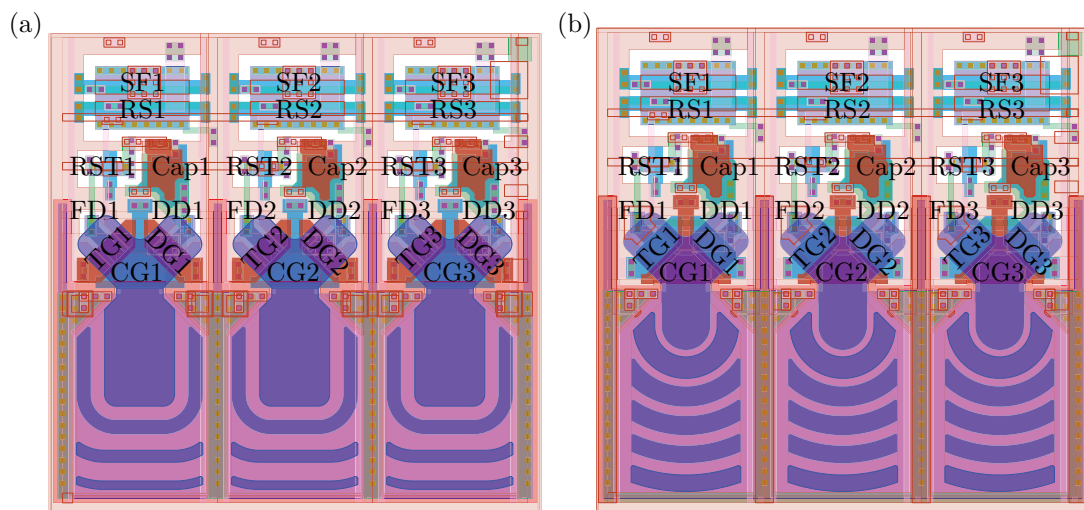 (a)
SF1 SF2 SF3
RS1 RS2 RS3
RST1 Cap1 RST2 Cap2 RST3 Cap3
FD1 DD1 FD2 DD2 FD3 DD3
TG1 DG1 TG2 DG2 TG3 DG3
CG1 CG2 CG3
(b)
SF1 SF2 SF3
RS1 RS2 RS3
RST1 Cap1 RST2 Cap2 RST3 Cap3
FD1 DD1 FD2 DD2 FD3 DD3
TG1 DG1 TG2 DG2 TG3 DG3
CG1 CG2 CG3